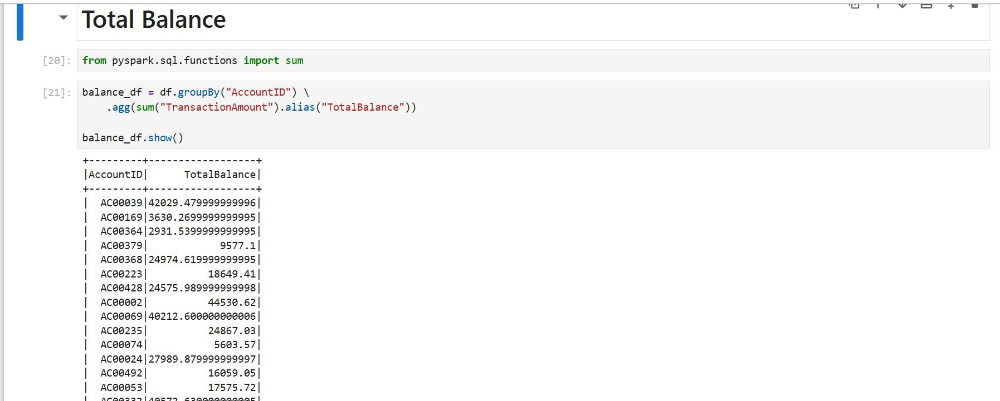 Total Balance
[20]: from pyspark.sql.functions import sum
[21]: balance_df = df.groupBy("AccountID") \
    .agg(sum("TransactionAmount").alias("TotalBalance"))
balance_df.show()
+---------+------------------+
|AccountID|      TotalBalance|
+---------+------------------+
|  AC00039|42029.479999999996|
|  AC00169|3630.2699999999995|
|  AC00364|2931.5399999999995|
|  AC00379|            9577.1|
|  AC00368|24974.619999999995|
|  AC00223|          18649.41|
|  AC00428|24575.989999999998|
|  AC00002|          44530.62|
|  AC00069|40212.600000000006|
|  AC00235|          24867.03|
|  AC00074|           5603.57|
|  AC00024|27989.879999999997|
|  AC00492|          16059.05|
|  AC00053|          17575.72|
|  AC00332|40572.630000000005|